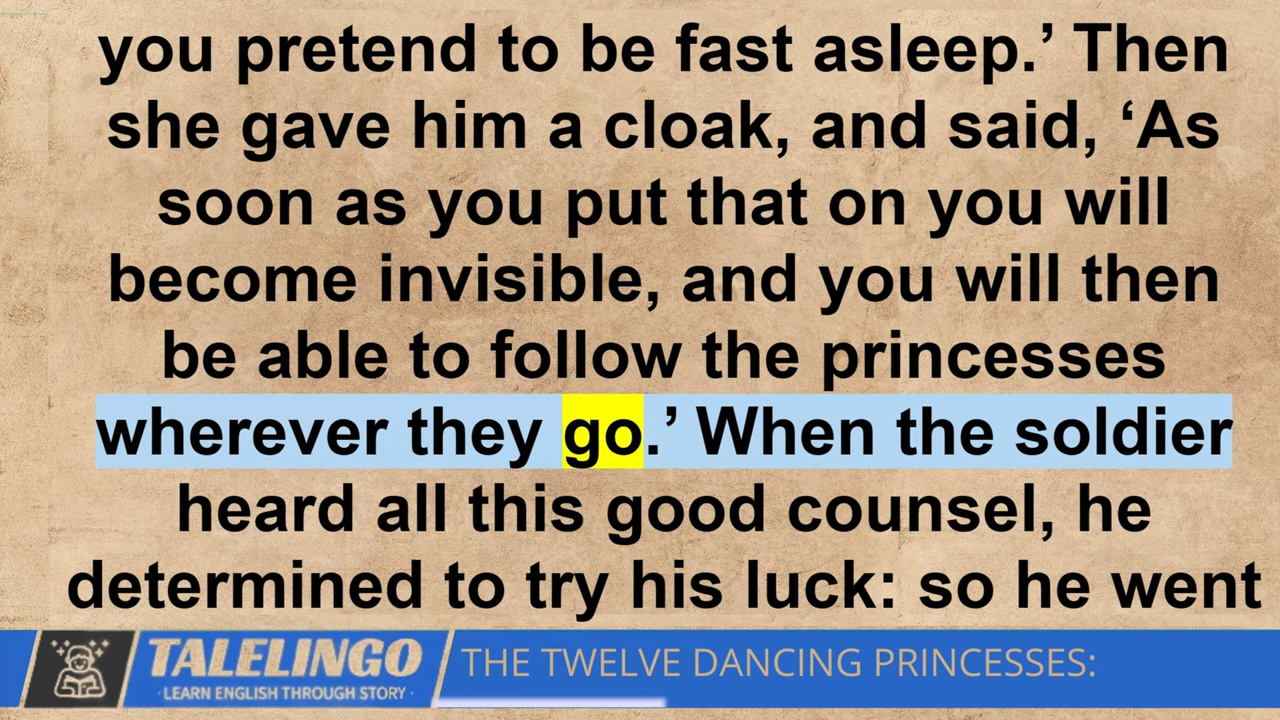 you pretend to be fast asleep.’ Then
she gave him a cloak, and said, ‘As
soon as you put that on you will
become invisible, and you will then
be able to follow the princesses
wherever they go.’ When the soldier
heard all this good counsel, he
determined to try his luck: so he went
TALELINGO
· LEARN ENGLISH THROUGH STORY ·
THE TWELVE DANCING PRINCESSES: